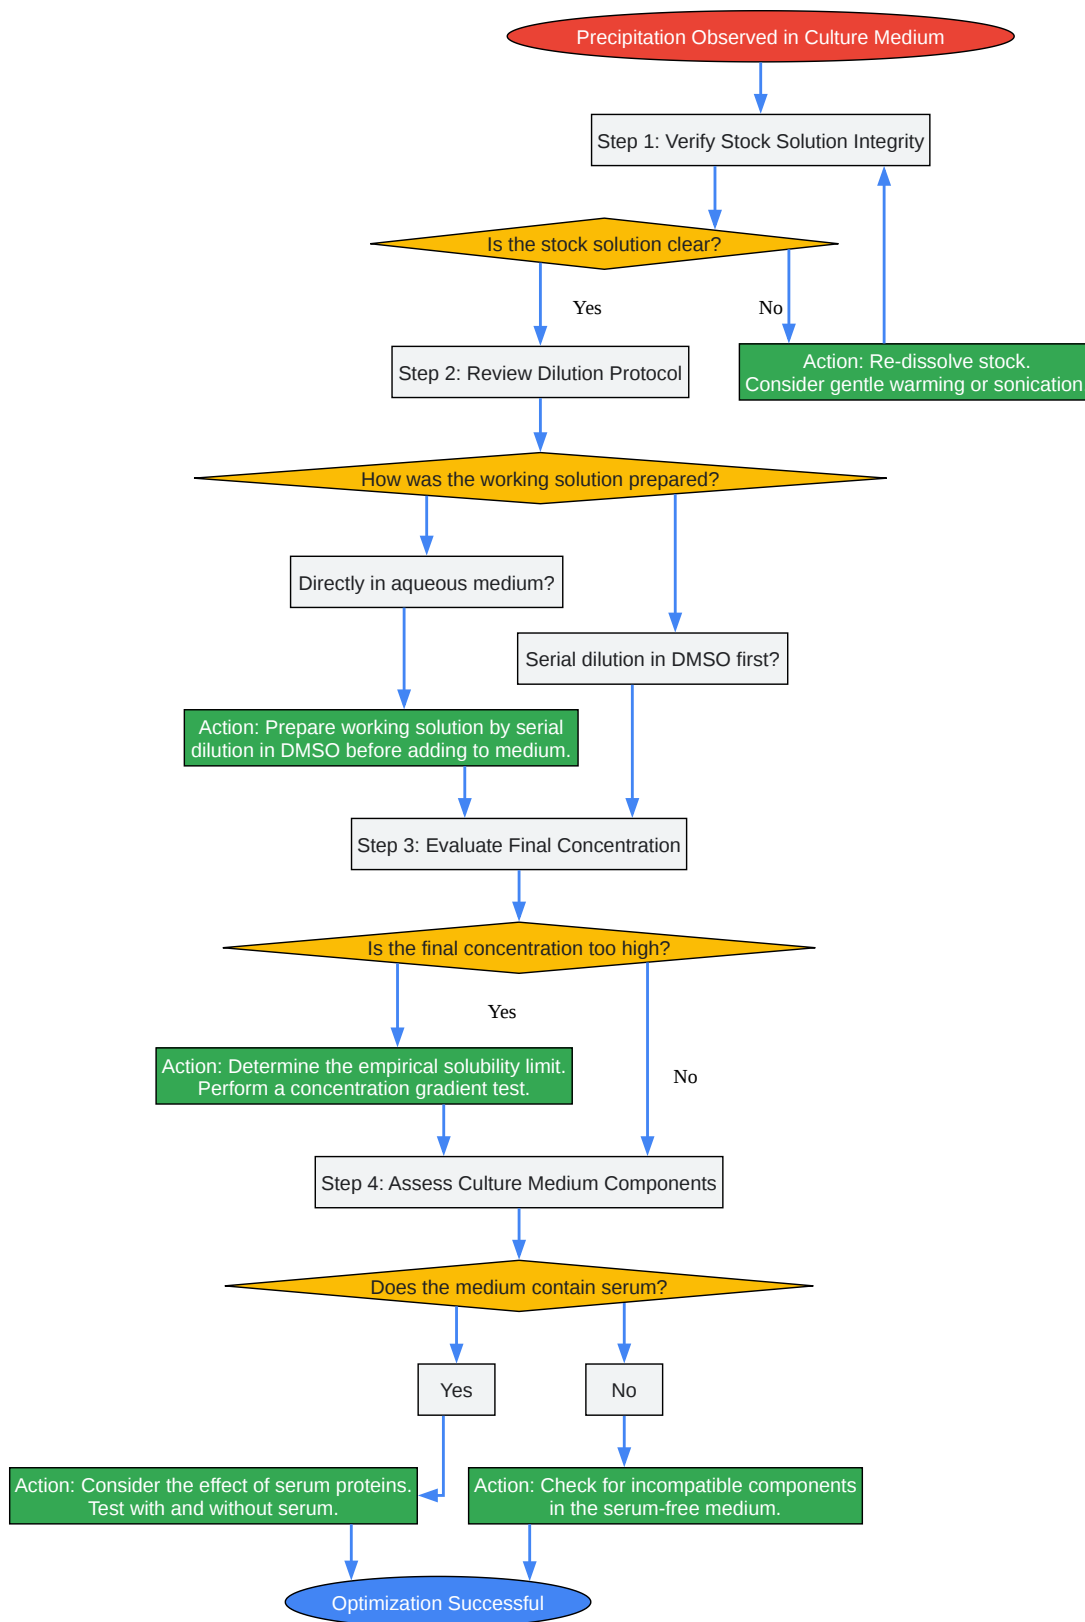 Precipitation Observed in Culture Medium
Step 1: Verify Stock Solution Integrity
Is the stock solution clear?
Yes
No
Action: Re-dissolve stock.
Consider gentle warming or sonication
Step 2: Review Dilution Protocol
How was the working solution prepared?
Directly in aqueous medium?
Serial dilution in DMSO first?
Action: Prepare working solution by serial
dilution in DMSO before adding to medium.
Step 3: Evaluate Final Concentration
Is the final concentration too high?
Yes
Action: Determine the empirical solubility limit.
Perform a concentration gradient test.
No
Step 4: Assess Culture Medium Components
Does the medium contain serum?
Yes
No
Action: Consider the effect of serum proteins.
Test with and without serum.
Action: Check for incompatible components
in the serum-free medium.
Optimization Successful